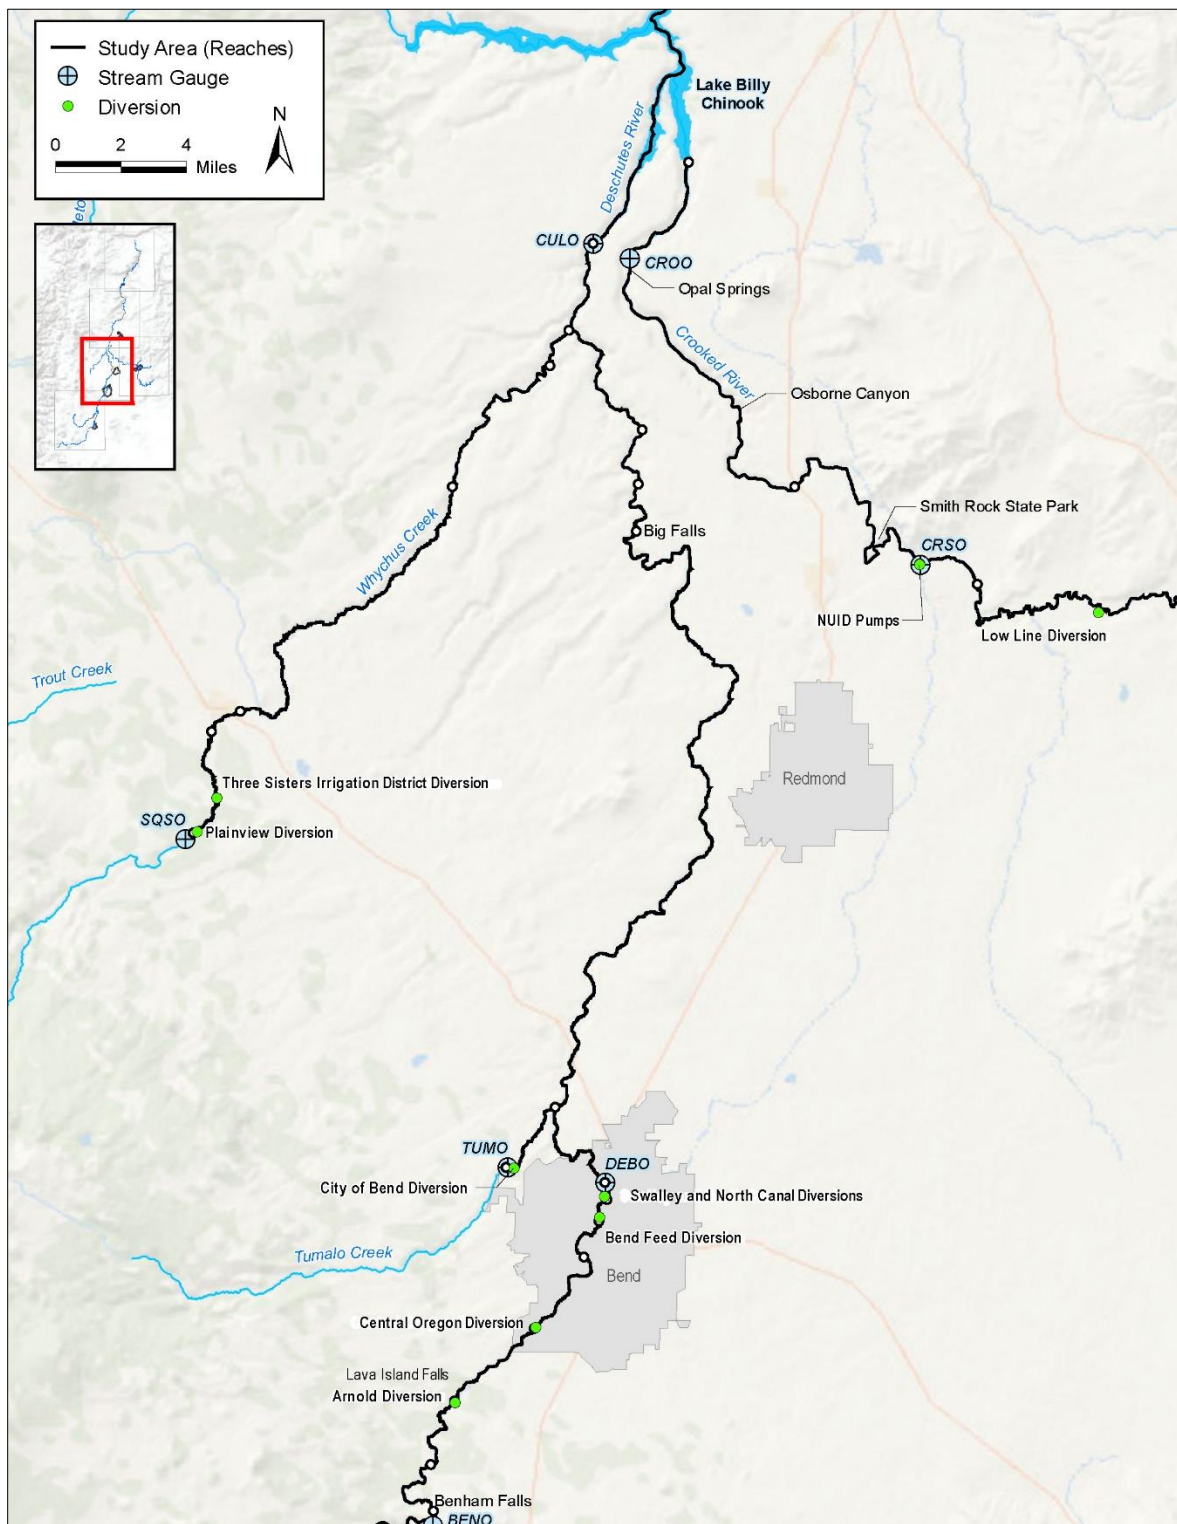 Study Area (Reaches)
Stream Gauge
Diversion
N
0 2 4
Miles
Lake Billy
Chinook
Deschutes River
CULO
CROO
Opal Springs
Crooked River
Osborne Canyon
Smith Rock State Park
CRSO
Big Falls
NUID Pumps
Low Line Diversion
Whychus Creek
Trout Creek
Redmond
Three Sisters Irrigation District Diversion
SQSO
Plainview Diversion
TUMO
DEBO
City of Bend Diversion
Swalley and North Canal Diversions
Bend Feed Diversion
Tumalo Creek
Bend
Central Oregon Diversion
Lava Island Falls
Arnold Diversion
Benham Falls
BENO